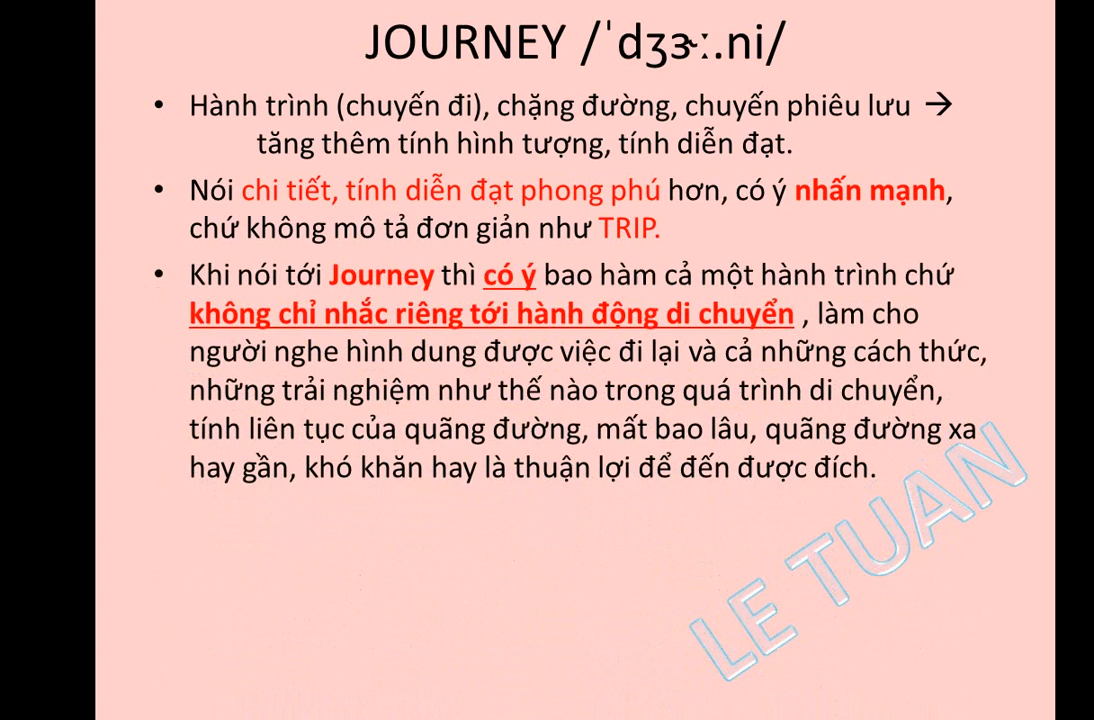 JOURNEY /ˈdʒɝː.ni/
• Hành trình (chuyến đi), chặng đường, chuyến phiêu lưu →
tăng thêm tính hình tượng, tính diễn đạt.
• Nói chi tiết, tính diễn đạt phong phú hơn, có ý nhấn mạnh,
chứ không mô tả đơn giản như TRIP.
• Khi nói tới Journey thì có ý bao hàm cả một hành trình chứ
không chỉ nhắc riêng tới hành động di chuyển , làm cho
người nghe hình dung được việc đi lại và cả những cách thức,
những trải nghiệm như thế nào trong quá trình di chuyển,
tính liên tục của quãng đường, mất bao lâu, quãng đường xa
hay gần, khó khăn hay là thuận lợi để đến được đích.
LE TUAN